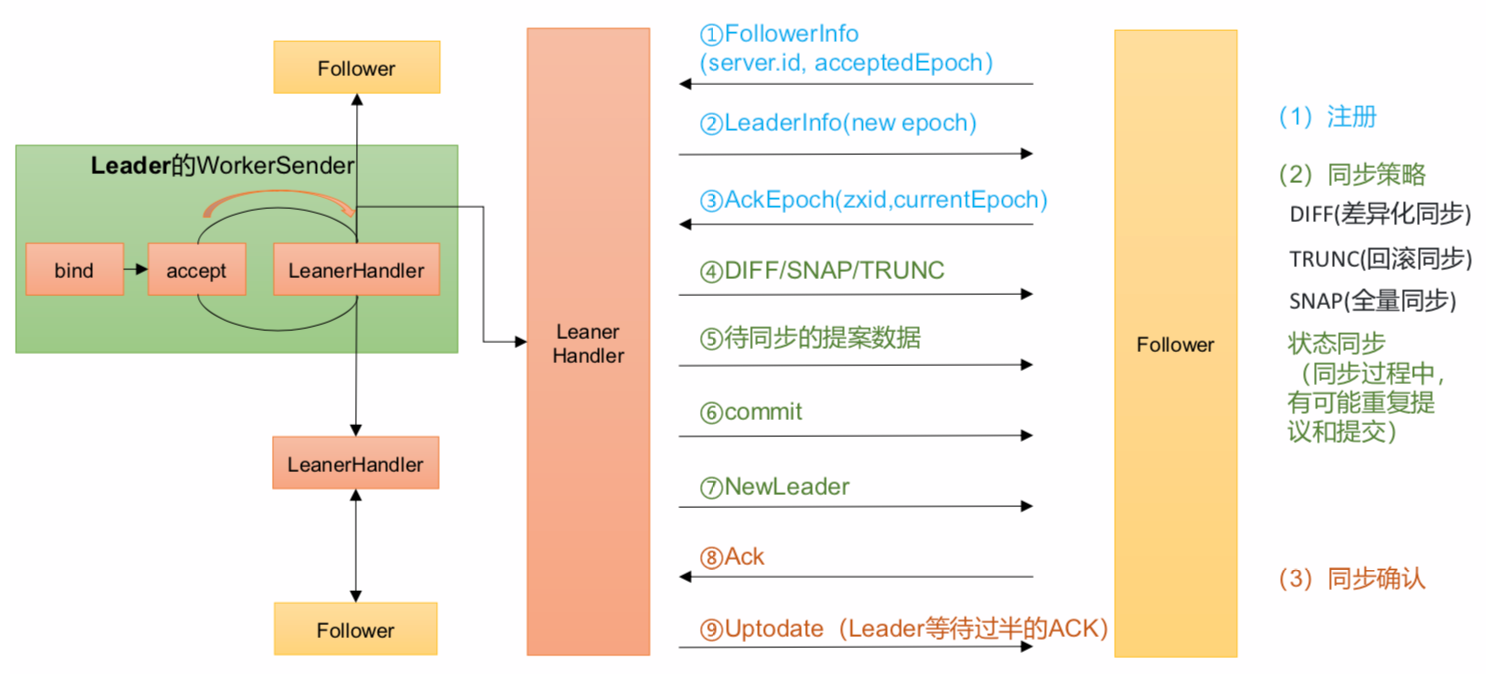 Follower
Leader的WorkerSender
bind
accept
LeanerHandler
LeanerHandler
Follower
Leaner
Handler
①FollowerInfo
(server.id, acceptedEpoch)
②LeaderInfo(new epoch)
③AckEpoch(zxid,currentEpoch)
④DIFF/SNAP/TRUNC
⑤待同步的提案数据
⑥commit
⑦NewLeader
⑧Ack
⑨Uptodate（Leader等待过半的ACK）
Follower
（1）注册
（2）同步策略
DIFF(差异化同步)
TRUNC(回滚同步)
SNAP(全量同步)
状态同步
（同步过程中，
有可能重复提
议和提交）
（3）同步确认